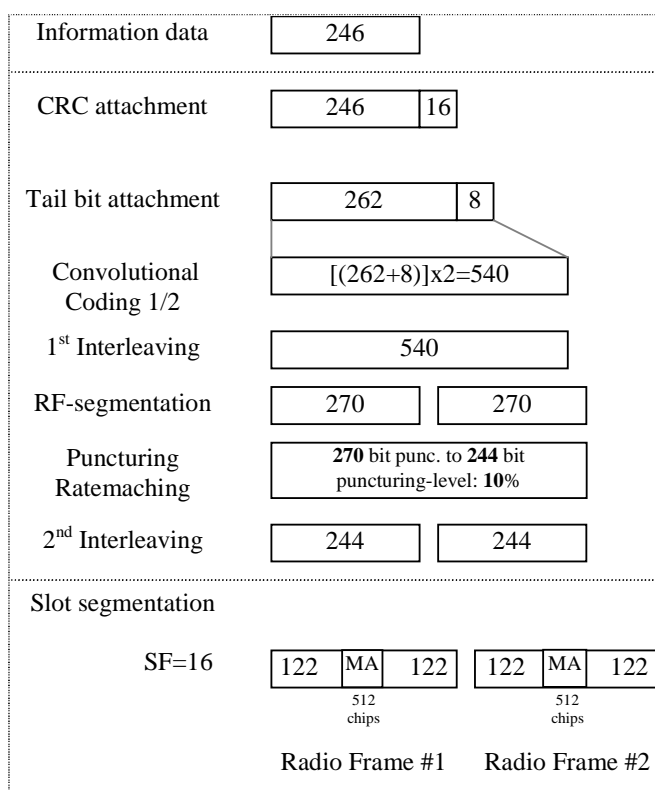 Information data
246
CRC attachment
246 16
Tail bit attachment
262 8
Convolutional
Coding 1/2
[(262+8)]x2=540
1st Interleaving
540
RF-segmentation
270 270
Puncturing
Ratemaching
270 bit punc. to 244 bit
puncturing-level: 10%
2nd Interleaving
244 244
Slot segmentation
SF=16
122 MA 122 122 MA 122
512
chips
512
chips
Radio Frame #1 Radio Frame #2